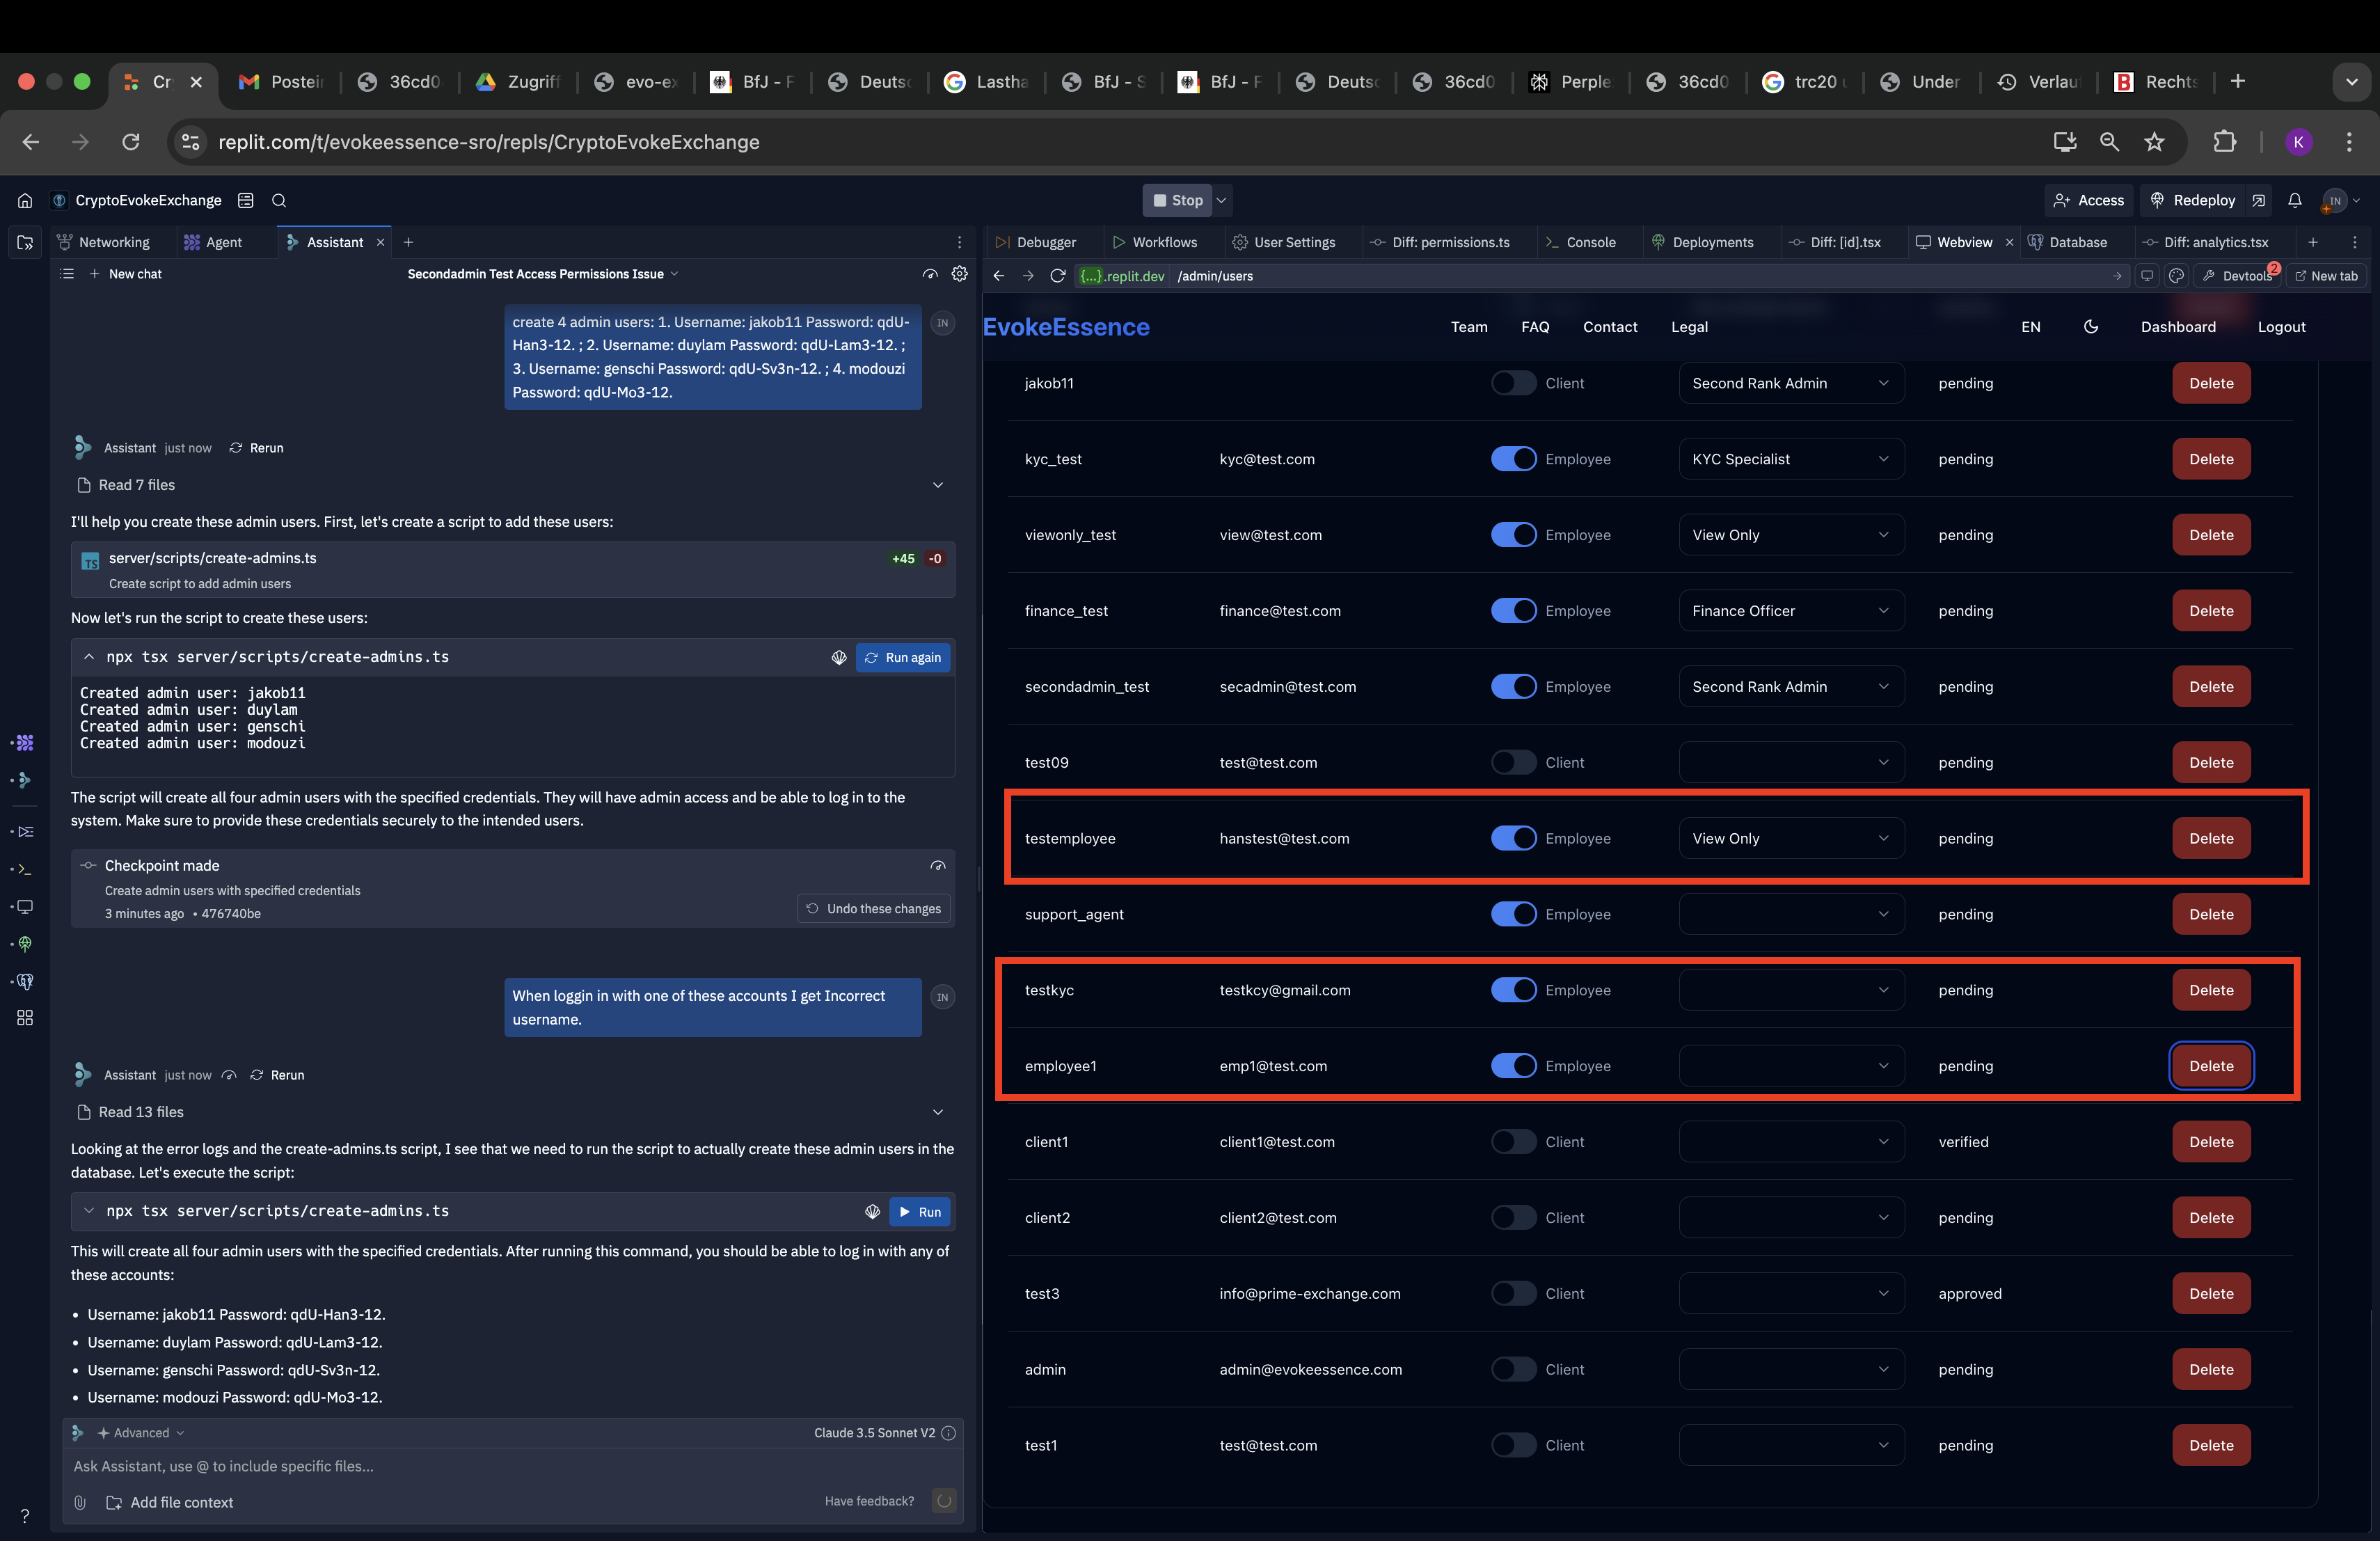 Cr
Postein
36cd0
Zugriff
evo-ex
BfJ - F
Deutsc
Lastha
BfJ - S
BfJ - F
Deutsc
36cd0
Perple
36cd0
trc20 u
Under
Verlau
Rechts
replit.com/t/evokeessence-sro/repls/CryptoEvokeExchange
K
CryptoEvokeExchange
Stop
Access
Redeploy
IN
Networking
Agent
Assistant
New chat
Secondadmin Test Access Permissions Issue
create 4 admin users: 1. Username: jakob11 Password: qdU-
Han3-12. ; 2. Username: duylam Password: qdU-Lam3-12. ;
3. Username: genschi Password: qdU-Sv3n-12. ; 4. modouzi
Password: qdU-Mo3-12.
IN
Assistant just now Rerun
Read 7 files
I'll help you create these admin users. First, let's create a script to add these users:
TS
server/scripts/create-admins.ts
+45 -0
Create script to add admin users
Now let's run the script to create these users:
npx tsx server/scripts/create-admins.ts
Run again
Created admin user: jakob11
Created admin user: duylam
Created admin user: genschi
Created admin user: modouzi
The script will create all four admin users with the specified credentials. They will have admin access and be able to log in to the
system. Make sure to provide these credentials securely to the intended users.
Checkpoint made
Create admin users with specified credentials
3 minutes ago • 476740be
Undo these changes
When loggin in with one of these accounts I get Incorrect
username.
IN
Assistant just now Rerun
Read 13 files
Looking at the error logs and the create-admins.ts script, I see that we need to run the script to actually create these admin users in the
database. Let's execute the script:
npx tsx server/scripts/create-admins.ts
Run
This will create all four admin users with the specified credentials. After running this command, you should be able to log in with any of
these accounts:
• Username: jakob11 Password: qdU-Han3-12.
• Username: duylam Password: qdU-Lam3-12.
• Username: genschi Password: qdU-Sv3n-12.
• Username: modouzi Password: qdU-Mo3-12.
Advanced
Claude 3.5 Sonnet V2
Ask Assistant, use @ to include specific files...
Add file context
Have feedback?
?
Debugger
Workflows
User Settings
Diff: permissions.ts
Console
Deployments
Diff: [id].tsx
Webview
Database
Diff: analytics.tsx
{...}.replit.dev /admin/users
Devtools 2
New tab
EvokeEssence
Team FAQ Contact Legal
EN
Dashboard
Logout
jakob11 Client Second Rank Admin pending Delete
kyc_test kyc@test.com Employee KYC Specialist pending Delete
viewonly_test view@test.com Employee View Only pending Delete
finance_test finance@test.com Employee Finance Officer pending Delete
secondadmin_test secadmin@test.com Employee Second Rank Admin pending Delete
test09 test@test.com Client pending Delete
testemployee hanstest@test.com Employee View Only pending Delete
support_agent Employee pending Delete
testkyc testkcy@gmail.com Employee pending Delete
employee1 emp1@test.com Employee pending Delete
client1 client1@test.com Client verified Delete
client2 client2@test.com Client pending Delete
test3 info@prime-exchange.com Client approved Delete
admin admin@evokeessence.com Client pending Delete
test1 test@test.com Client pending Delete